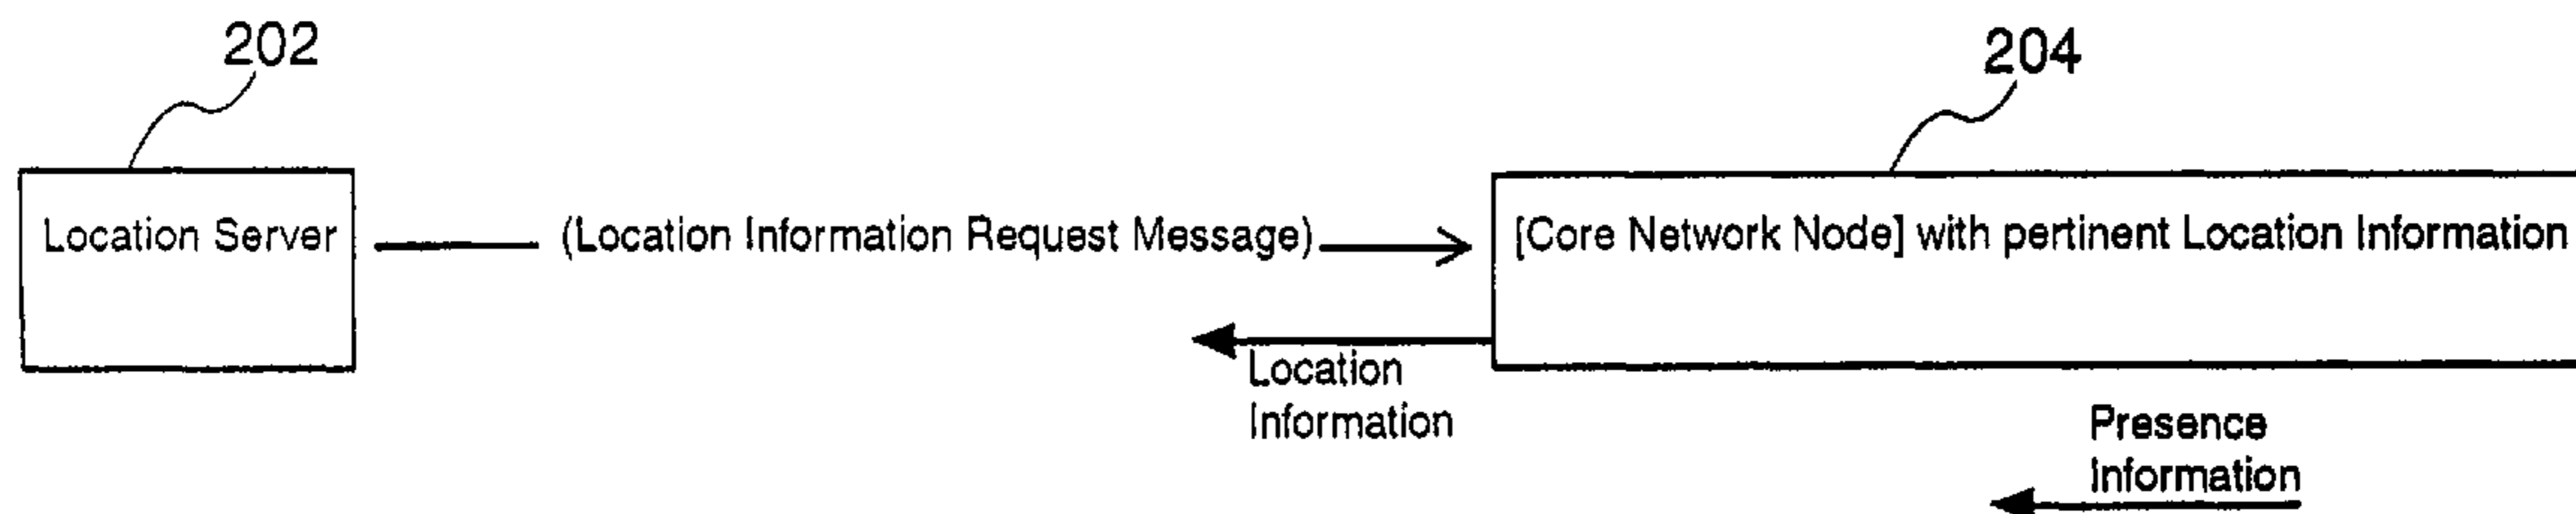 202
204
Location Server
(Location Information Request Message)
[Core Network Node] with pertinent Location Information
Location
Information
Presence
Information